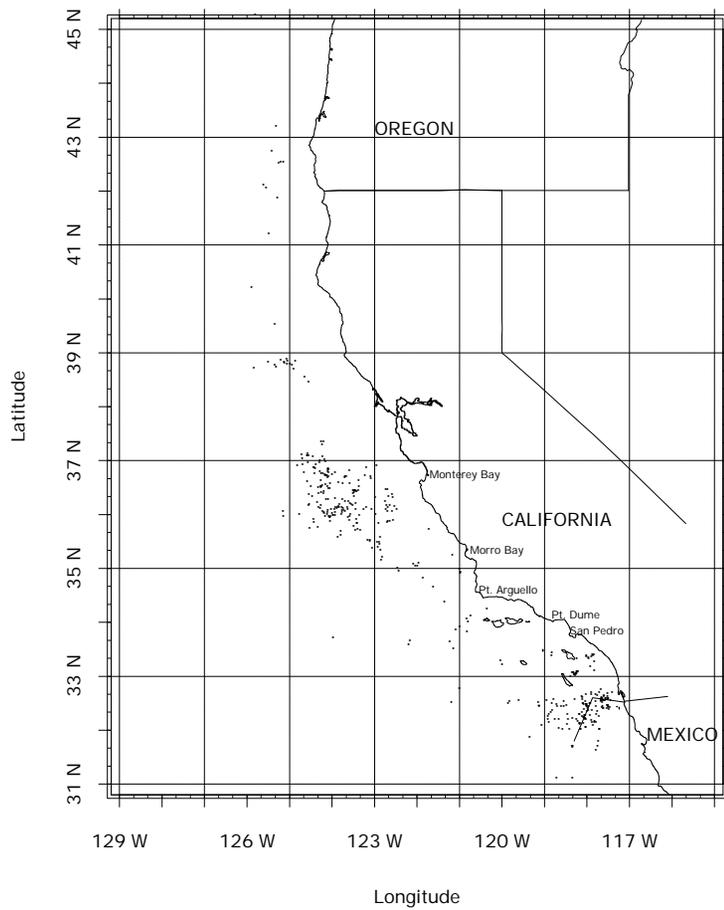 45 N
43 N
OREGON
41 N
39 N
Latitude
37 N
Monterey Bay
CALIFORNIA
Morro Bay
35 N
Pt. Arguello
Pt. Dume
San Pedro
33 N
MEXICO
31 N
129 W 126 W 123 W 120 W 117 W
Longitude